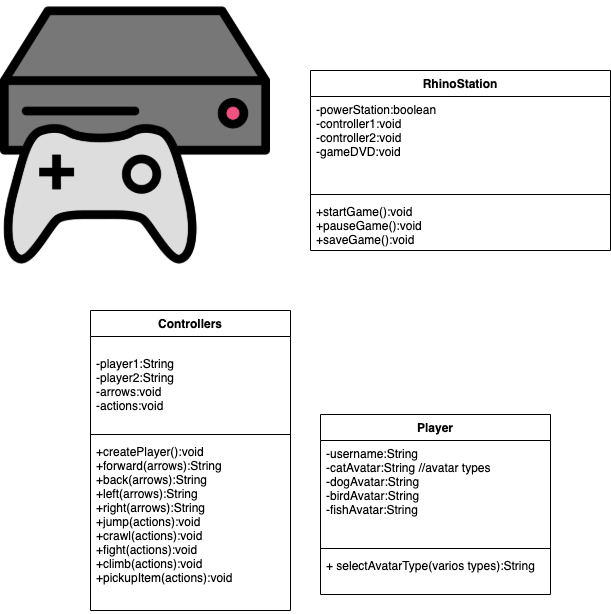 RhinoStation
-powerStation:boolean
-controller1:void
-controller2:void
-gameDVD:void
+startGame():void
+pauseGame():void
+saveGame():void
Controllers
-player1:String
-player2:String
-arrows:void
-actions:void
+createPlayer():void
+forward(arrows):String
+back(arrows):String
+left(arrows):String
+right(arrows):String
+jump(actions):void
+crawl(actions):void
+fight(actions):void
+climb(actions):void
+pickupItem(actions):void
Player
-username:String
-catAvatar:String //avatar types
-dogAvatar:String
-birdAvatar:String
-fishAvatar:String
+ selectAvatarType(varios types):String